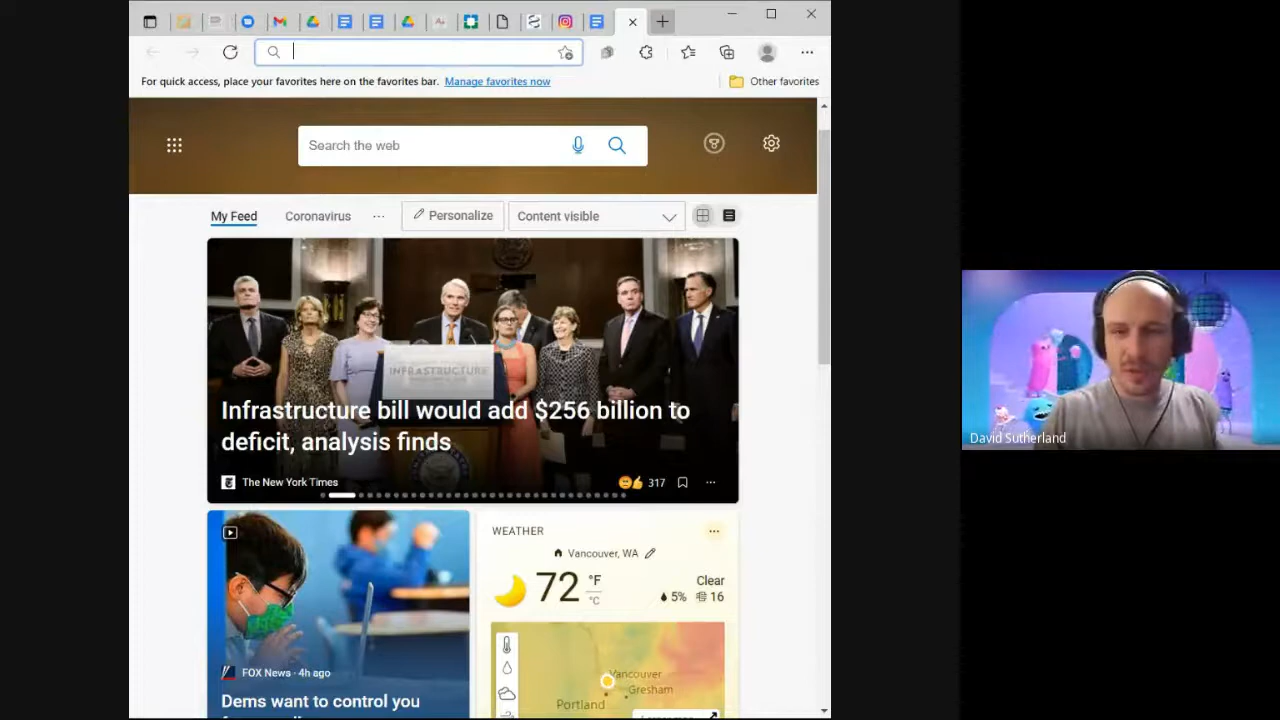 For quick access, place your favorites here on the favorites bar. Manage favorites now
Other favorites
Search the web
My Feed
Coronavirus
Personalize
Content visible
INFRASTRUCTURE
Infrastructure bill would add $256 billion to
deficit, analysis finds
The New York Times
317
WEATHER
Vancouver, WA
72 °F
°C
Clear
5% 16
FOX News · 4h ago
Dems want to control you
Vancouver
Gresham
Portland
David Sutherland